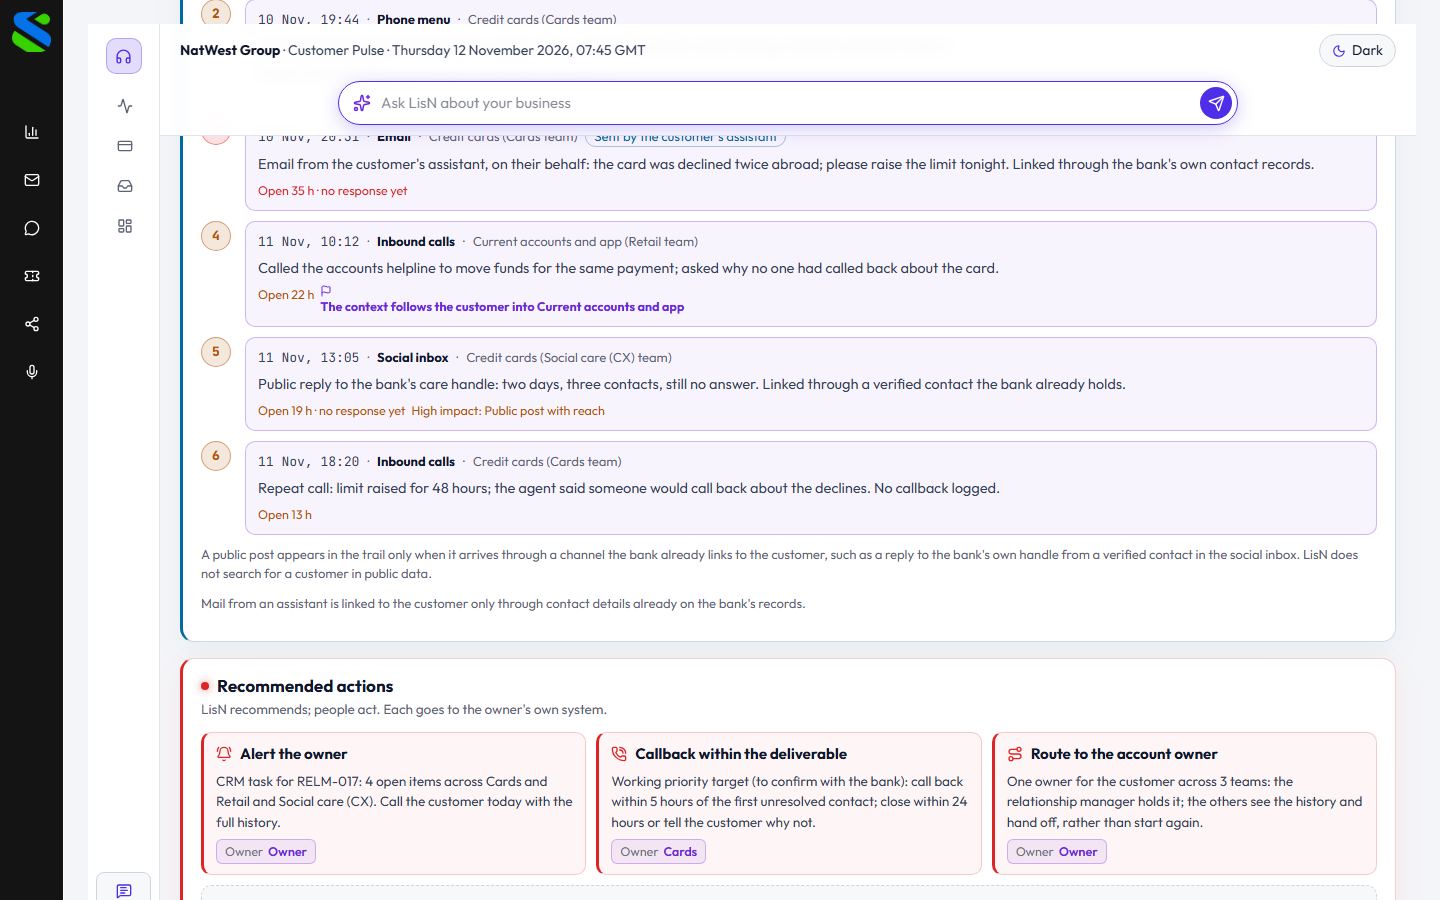 2
10 Nov, 19:44 · Phone menu · Credit cards (Cards team)
NatWest Group · Customer Pulse · Thursday 12 November 2026, 07:45 GMT
Dark
Ask LisN about your business
10 Nov, 20:31 · Email · Credit cards (Cards team) Sent by the customer's assistant
Email from the customer's assistant, on their behalf: the card was declined twice abroad; please raise the limit tonight. Linked through the bank's own contact records.
Open 35 h · no response yet
4
11 Nov, 10:12 · Inbound calls · Current accounts and app (Retail team)
Called the accounts helpline to move funds for the same payment; asked why no one had called back about the card.
Open 22 h
The context follows the customer into Current accounts and app
5
11 Nov, 13:05 · Social inbox · Credit cards (Social care (CX) team)
Public reply to the bank's care handle: two days, three contacts, still no answer. Linked through a verified contact the bank already holds.
Open 19 h · no response yet High impact: Public post with reach
6
11 Nov, 18:20 · Inbound calls · Credit cards (Cards team)
Repeat call: limit raised for 48 hours; the agent said someone would call back about the declines. No callback logged.
Open 13 h
A public post appears in the trail only when it arrives through a channel the bank already links to the customer, such as a reply to the bank's own handle from a verified contact in the social inbox. LisN does
not search for a customer in public data.
Mail from an assistant is linked to the customer only through contact details already on the bank's records.
Recommended actions
LisN recommends; people act. Each goes to the owner's own system.
Alert the owner
CRM task for RELM-017: 4 open items across Cards and
Retail and Social care (CX). Call the customer today with the
full history.
Owner Owner
Callback within the deliverable
Working priority target (to confirm with the bank): call back
within 5 hours of the first unresolved contact; close within 24
hours or tell the customer why not.
Owner Cards
Route to the account owner
One owner for the customer across 3 teams: the
relationship manager holds it; the others see the history and
hand off, rather than start again.
Owner Owner